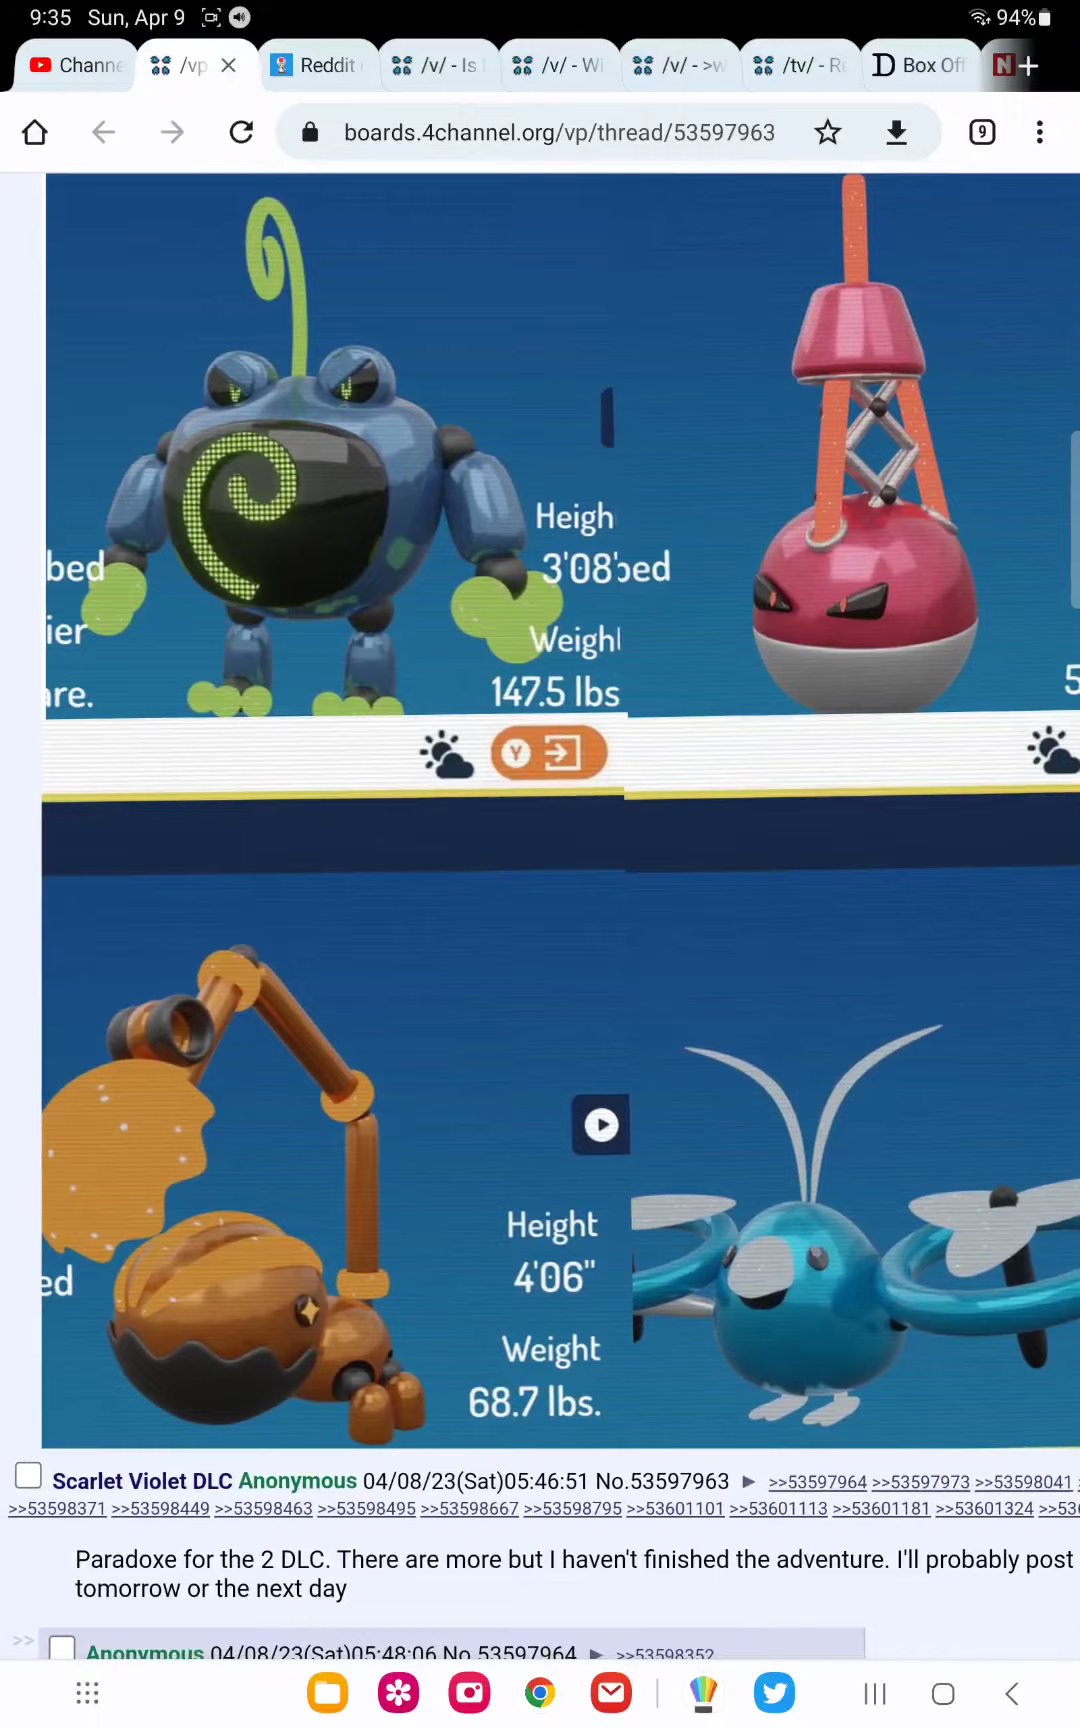 9:35 Sun, Apr 9
94%
Channe
/vp
Reddit
/v/ - Is
/v/ - Wi
/v/ - >w
/tv/ - Re
Box Off
N
boards.4channel.org/vp/thread/53597963
9
bed
ier
are.
Heigh
3'08'
bed
Weight
147.5 lbs
5
Y
ed
Height
4'06"
Weight
68.7 lbs.
Scarlet Violet DLC Anonymous 04/08/23(Sat)05:46:51 No.53597963 ▶ >>53597964 >>53597973 >>53598041
>>53598371 >>53598449 >>53598463 >>53598495 >>53598667 >>53598795 >>53601101 >>53601113 >>53601181 >>53601324 >>53
Paradoxe for the 2 DLC. There are more but I haven't finished the adventure. I'll probably post
tomorrow or the next day
>> Anonymous 04/08/23(Sat)05:48:06 No.53597964 ▶ >>53598352